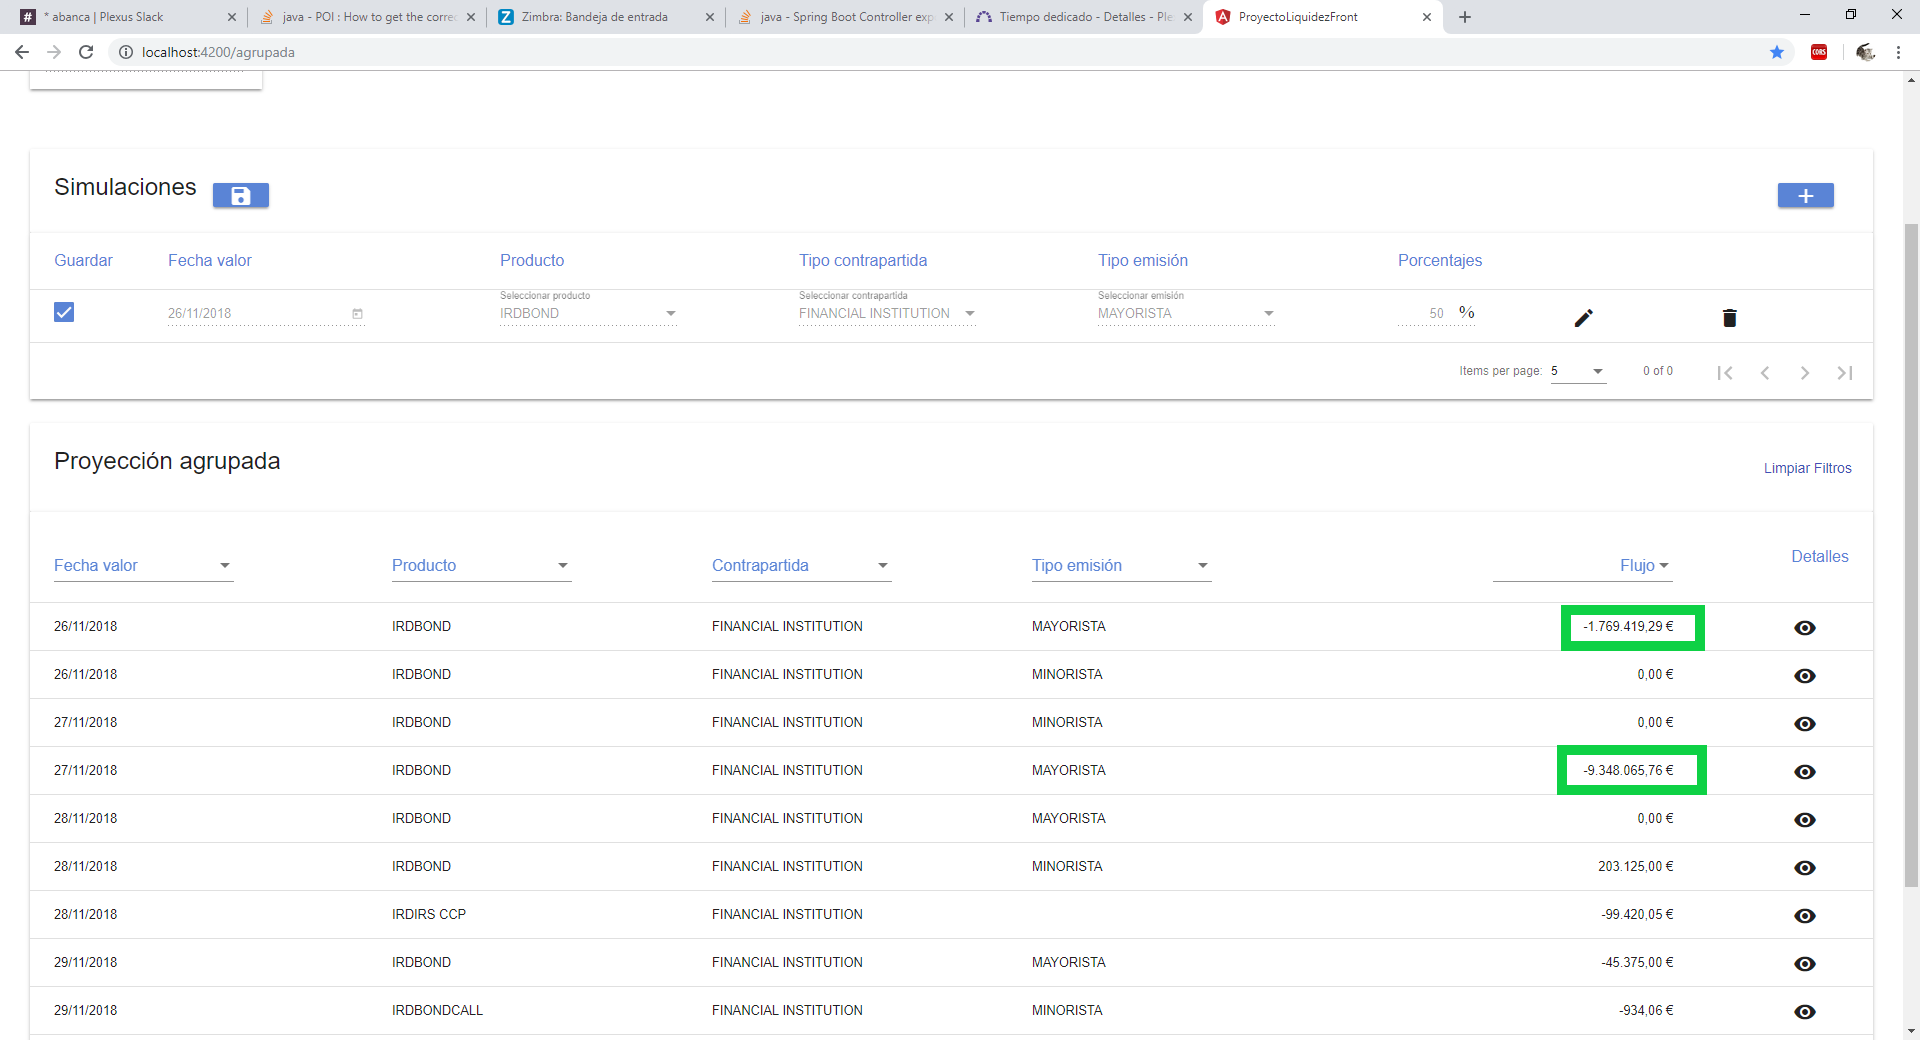 * abanca | Plexus Slack
java - POI : How to get the correc
Zimbra: Bandeja de entrada
java - Spring Boot Controller exp
Tiempo dedicado - Detalles - Ple
ProyectoLiquidezFront
localhost:4200/agrupada
CORS
Simulaciones
Guardar Fecha valor Producto Tipo contrapartida Tipo emisión Porcentajes
Seleccionar producto Seleccionar contrapartida Seleccionar emisión
26/11/2018 IRDBOND FINANCIAL INSTITUTION MAYORISTA 50 %
Items per page: 5 0 of 0
Proyección agrupada
Limpiar Filtros
Fecha valor Producto Contrapartida Tipo emisión Flujo Detalles
26/11/2018 IRDBOND FINANCIAL INSTITUTION MAYORISTA -1.769.419,29 €
26/11/2018 IRDBOND FINANCIAL INSTITUTION MINORISTA 0,00 €
27/11/2018 IRDBOND FINANCIAL INSTITUTION MINORISTA 0,00 €
27/11/2018 IRDBOND FINANCIAL INSTITUTION MAYORISTA -9.348.065,76 €
28/11/2018 IRDBOND FINANCIAL INSTITUTION MAYORISTA 0,00 €
28/11/2018 IRDBOND FINANCIAL INSTITUTION MINORISTA 203.125,00 €
28/11/2018 IRDIRS CCP FINANCIAL INSTITUTION -99.420,05 €
29/11/2018 IRDBOND FINANCIAL INSTITUTION MAYORISTA -45.375,00 €
29/11/2018 IRDBONDCALL FINANCIAL INSTITUTION MINORISTA -934,06 €